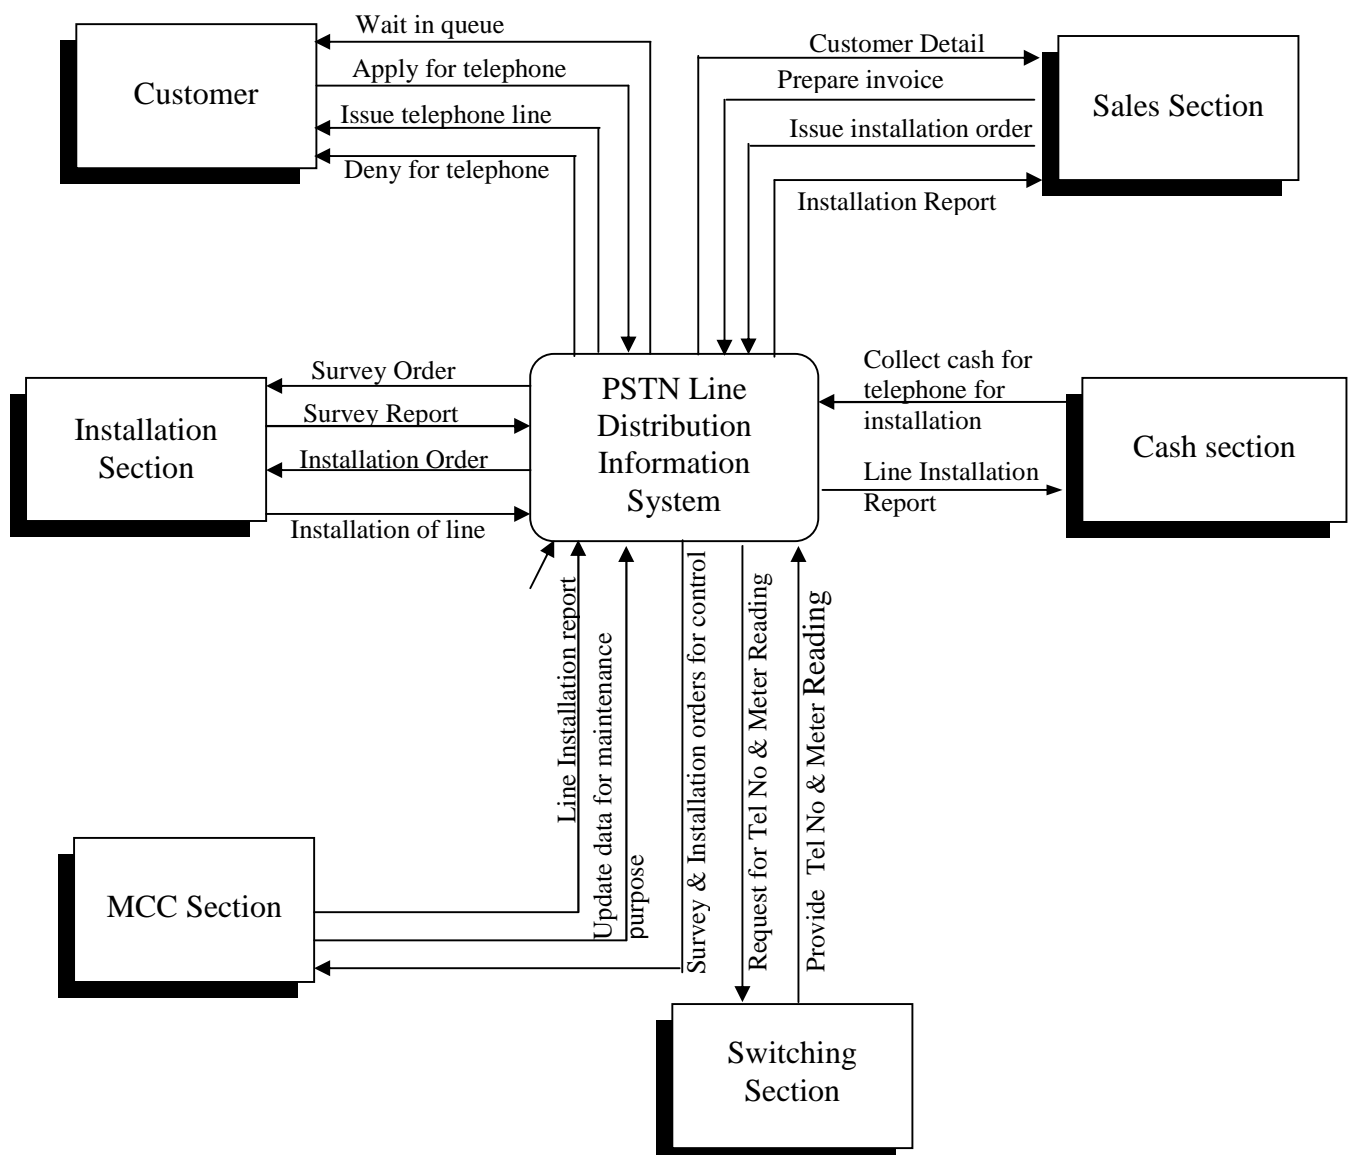 Wait in queue
Apply for telephone
Issue telephone line
Deny for telephone
Customer
Customer Detail
Prepare invoice
Issue installation order
Installation Report
Sales Section
Survey Order
Survey Report
Installation Order
Installation of line
Installation
Section
PSTN Line
Distribution
Information
System
Collect cash for
telephone for
installation
Line Installation
Report
Cash section
Line Installation report
Update data for maintenance
purpose
Survey & Installation orders for control
Request for Tel No & Meter Reading
Provide Tel No & Meter Reading
MCC Section
Switching
Section